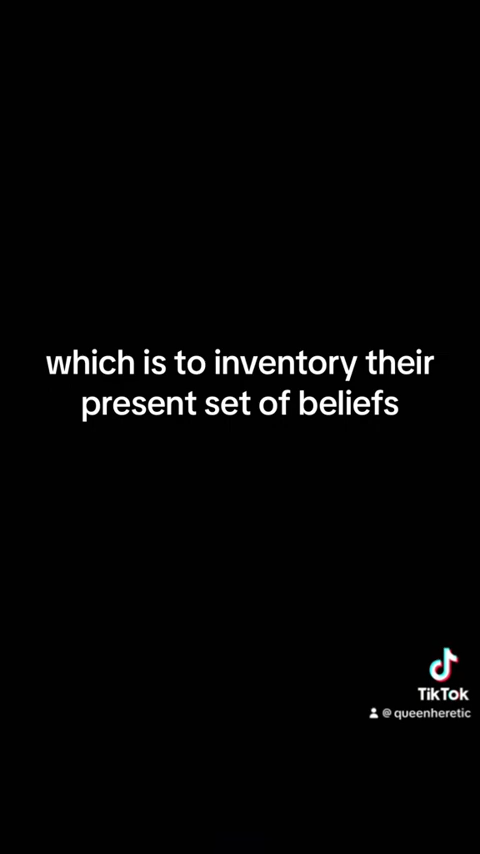 which is to inventory their
present set of beliefs
TikTok
@ queenheretic